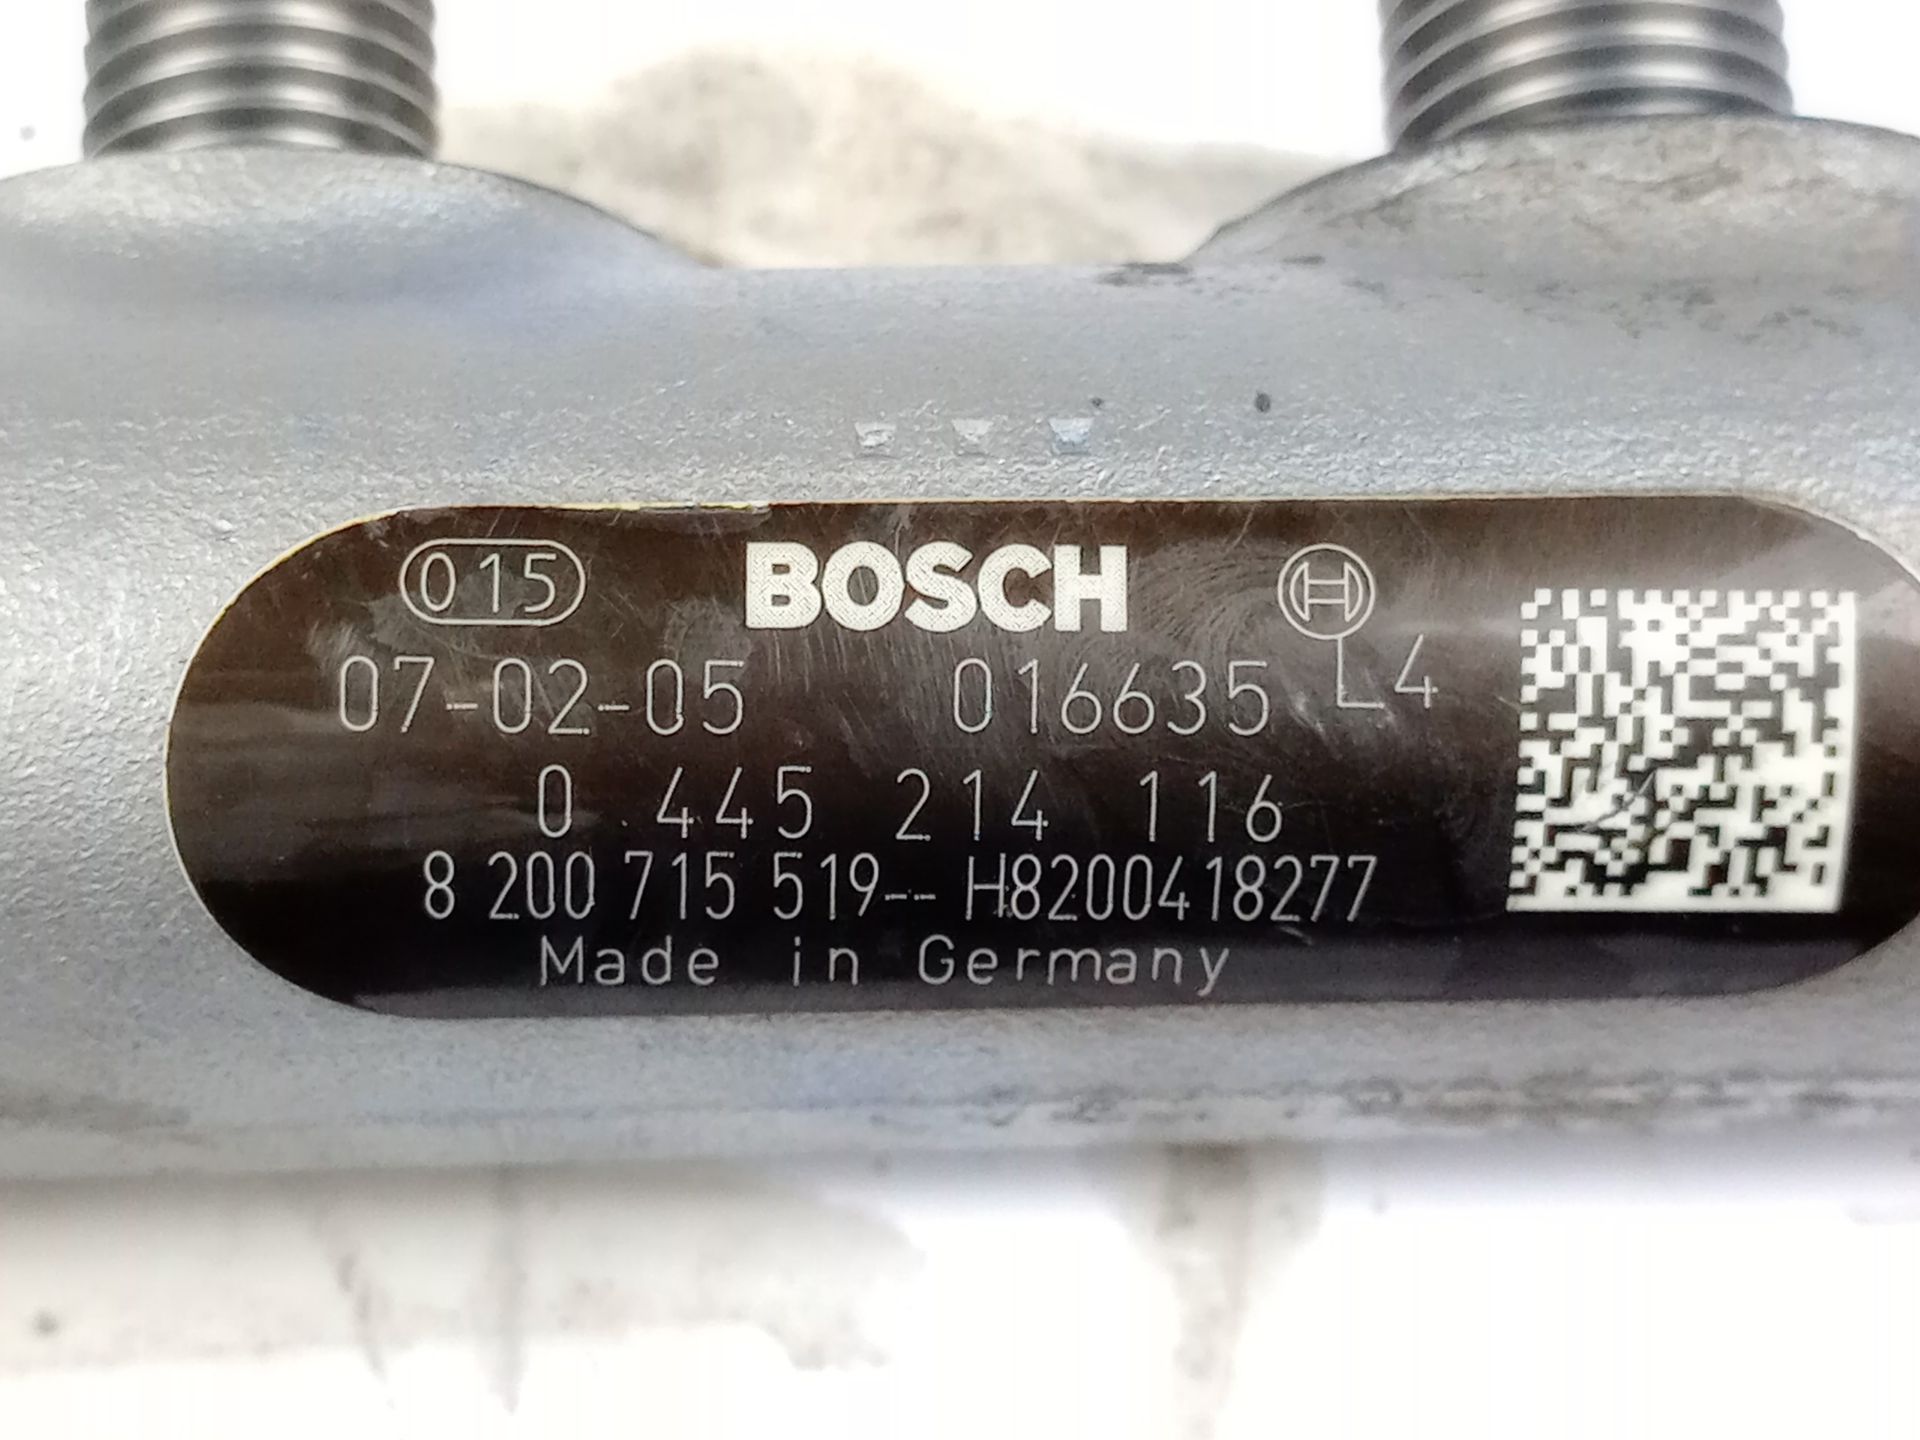 015 BOSCH
07-02-05 016635 L4
0 445 214 116
8 200 715 519-- H8200418277
Made in Germany